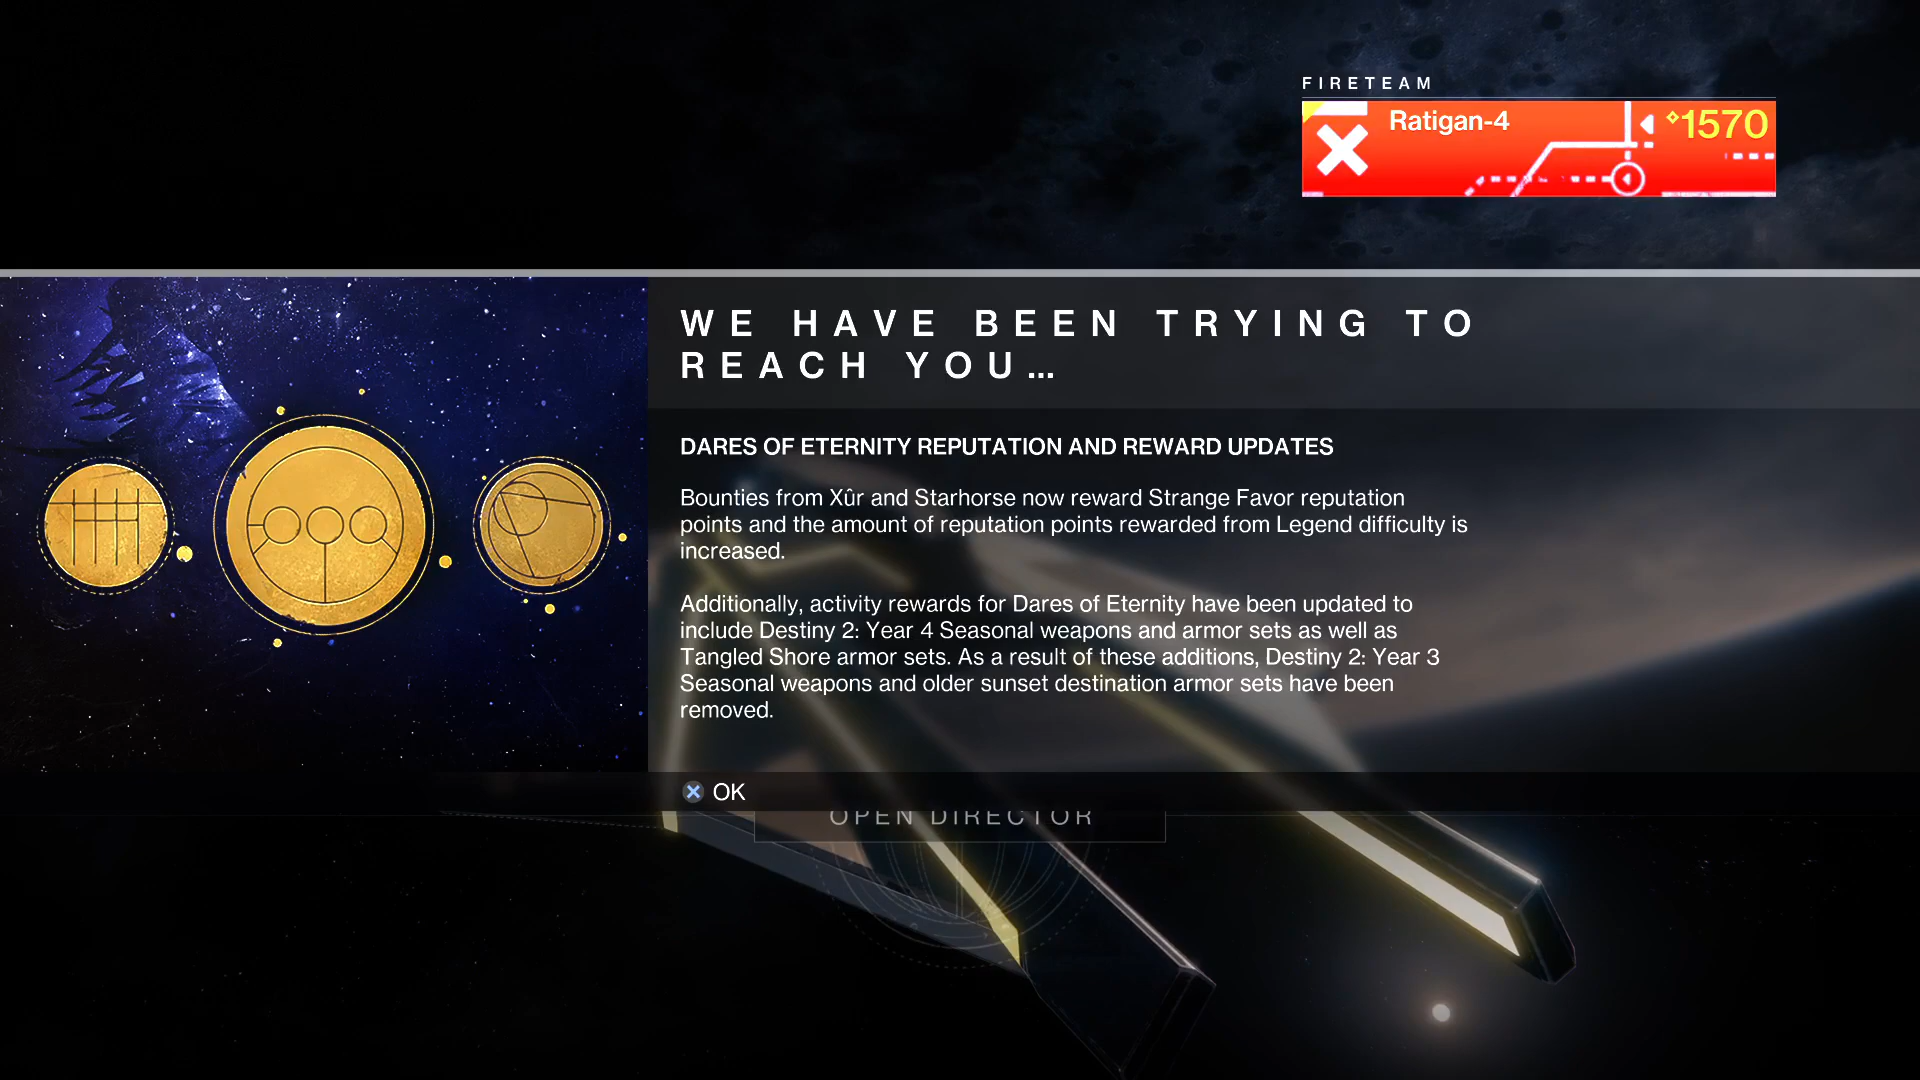 FIRETEAM
Ratigan-4
1570
WE HAVE BEEN TRYING TO
REACH YOU...
DARES OF ETERNITY REPUTATION AND REWARD UPDATES
Bounties from Xûr and Starhorse now reward Strange Favor reputation
points and the amount of reputation points rewarded from Legend difficulty is
increased.
Additionally, activity rewards for Dares of Eternity have been updated to
include Destiny 2: Year 4 Seasonal weapons and armor sets as well as
Tangled Shore armor sets. As a result of these additions, Destiny 2: Year 3
Seasonal weapons and older sunset destination armor sets have been
removed.
OK
OPEN DIRECTOR